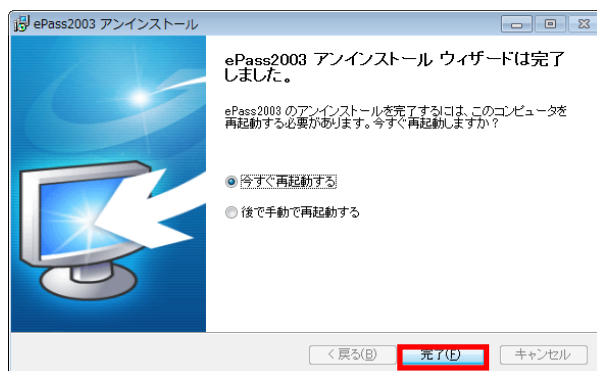 ePass2003 アンインストール
ePass2003 アンインストール ウィザードは完了
しました。
ePass2003 のアンインストールを完了するには、このコンピュータを
再起動する必要があります。今すぐ再起動しますか？
今すぐ再起動する
後で手動で再起動する
< 戻る(B)
完了(F)
キャンセル